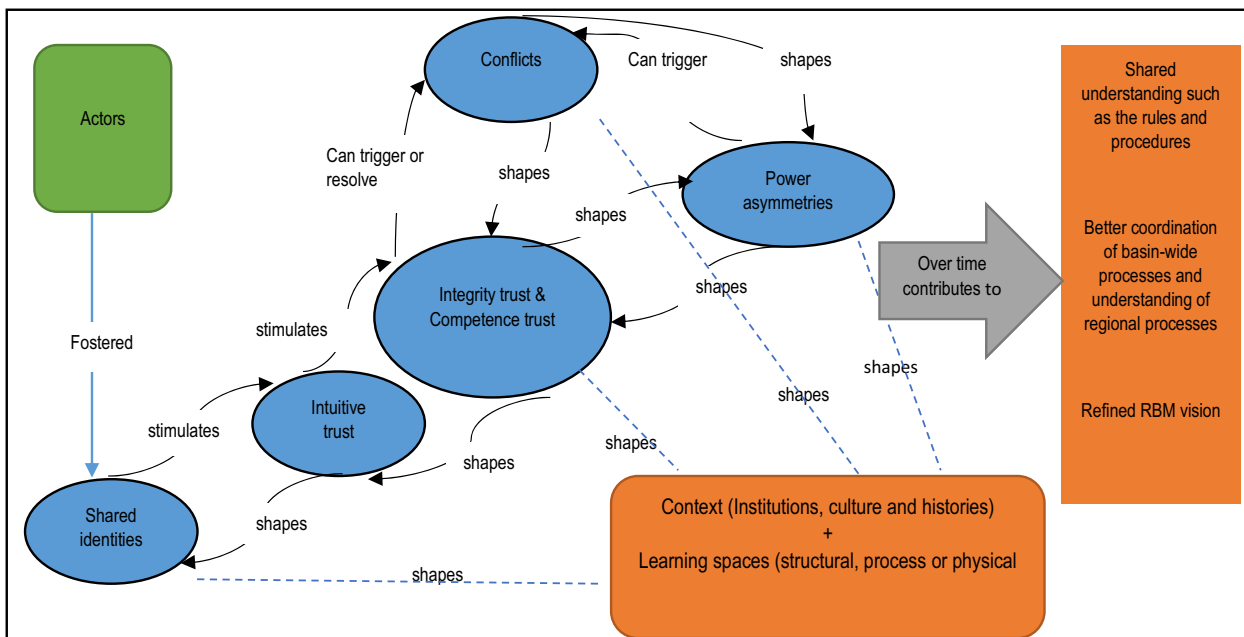 Actors
Fostered
Shared
identities
stimulates
shapes
Intuitive
trust
stimulates
shapes
Integrity trust &
Competence trust
Can trigger or
resolve
Conflicts
shapes
Can trigger
shapes
shapes
Power
asymmetries
shapes
shapes
shapes
shapes
shapes
Context (Institutions, culture and histories)
+
Learning spaces (structural, process or physical
Over time
contributes to
Shared
understanding such
as the rules and
procedures
Better coordination
of basin-wide
processes and
understanding of
regional processes
Refined RBM vision